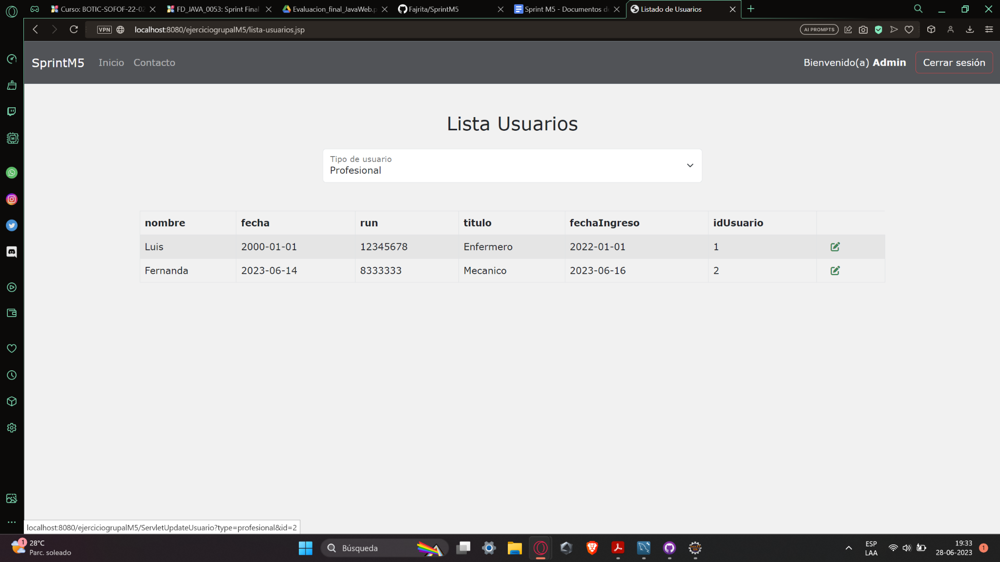 Curso: BOTIC-SOFOF-22-02
FD_JAVA_0053: Sprint Final
Evaluacion_final_JavaWeb.p
Fajrita/SprintM5
Sprint M5 - Documentos de
Listado de Usuarios
VPN
localhost:8080/ejerciciogrupalM5/lista-usuarios.jsp
AI PROMPTS
SprintM5
Inicio
Contacto
Bienvenido(a) Admin
Cerrar sesión
Lista Usuarios
Tipo de usuario
Profesional
nombre fecha run titulo fechaIngreso idUsuario
Luis 2000-01-01 12345678 Enfermero 2022-01-01 1
Fernanda 2023-06-14 8333333 Mecanico 2023-06-16 2
localhost:8080/ejerciciogrupalM5/ServletUpdateUsuario?type=profesional&id=2
1
28°C
Parc. soleado
Búsqueda
ESP
LAA
19:33
28-06-2023
1